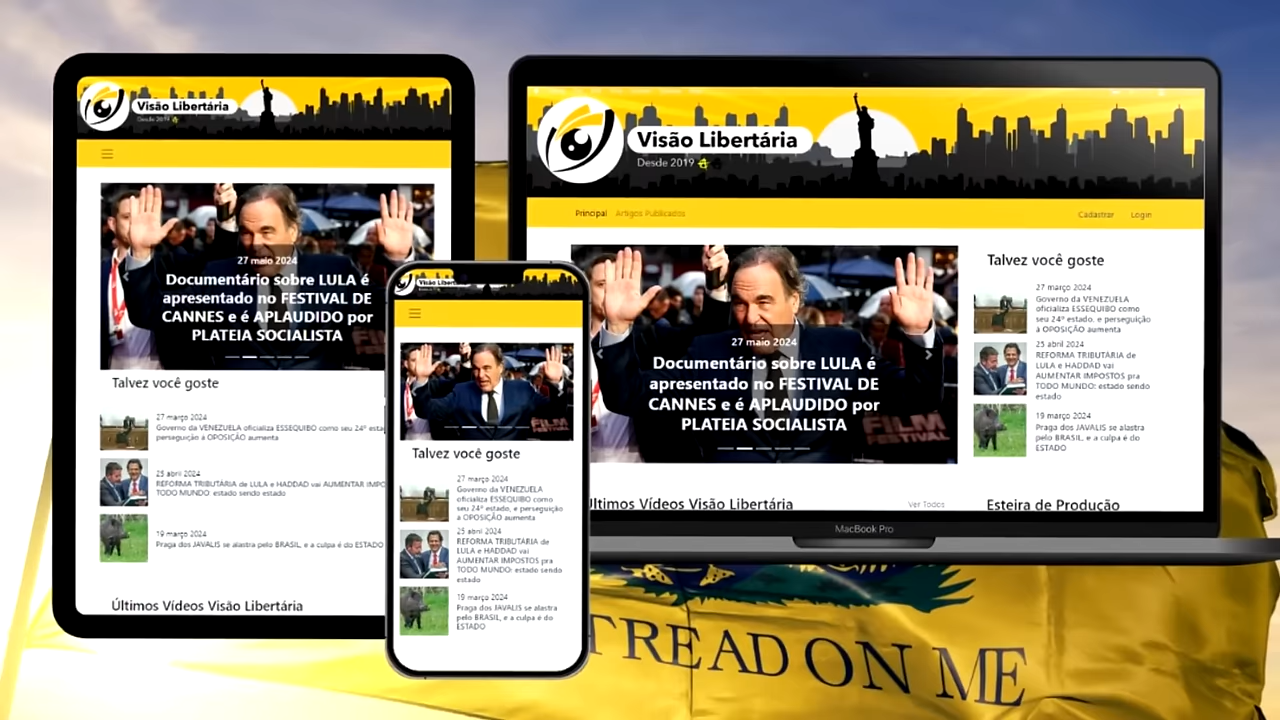 Visão Libertária
Desde 2019
27 maio 2024
Documentário sobre LULA é
apresentado no FESTIVAL DE
CANNES e é APLAUDIDO por
PLATEIA SOCIALISTA
Talvez você goste
27 março 2024
Governo da VENEZUELA oficializa ESSEQUIBO como seu 24º esta
perseguição a OPOSIÇÃO aumenta
25 abril 2024
REFORMA TRIBUTÁRIA de LULA e HADDAD vai AUMENTAR IMPO
TODO MUNDO: estado sendo estado
19 março 2024
Praga dos JAVALIS se alastra pelo BRASIL, e a culpa é do ESTADO
Últimos Vídeos Visão Libertária
Visão Liberta
FILM
FESTIVAL
Talvez você goste
27 março 2024
Governo da VENEZUELA
oficializa ESSEQUIBO como
seu 24º estado, e perseguição
a OPOSIÇÃO aumenta
25 abril 2024
REFORMA TRIBUTÁRIA de
LULA e HADDAD vai
AUMENTAR IMPOSTOS pra
TODO MUNDO: estado sendo
estado
19 março 2024
Praga dos JAVALIS se alastra
pelo BRASIL, e a culpa é do
ESTADO
Visão Libertária
Desde 2019
Principal Artigos Publicados Cadastrar Login
27 maio 2024
Documentário sobre LULA é
apresentado no FESTIVAL DE
CANNES e é APLAUDIDO por
PLATEIA SOCIALISTA
FILM
FESTIVAL
Talvez você goste
27 março 2024
Governo da VENEZUELA
oficializa ESSEQUIBO como
seu 24º estado, e perseguição
a OPOSIÇÃO aumenta
25 abril 2024
REFORMA TRIBUTÁRIA de
LULA e HADDAD vai
AUMENTAR IMPOSTOS pra
TODO MUNDO: estado sendo
estado
19 março 2024
Praga dos JAVALIS se alastra
pelo BRASIL, e a culpa é do
ESTADO
ltimos Vídeos Visão Libertária Ver Todos
Esteira de Produção
MacBook Pro
TREAD ON ME